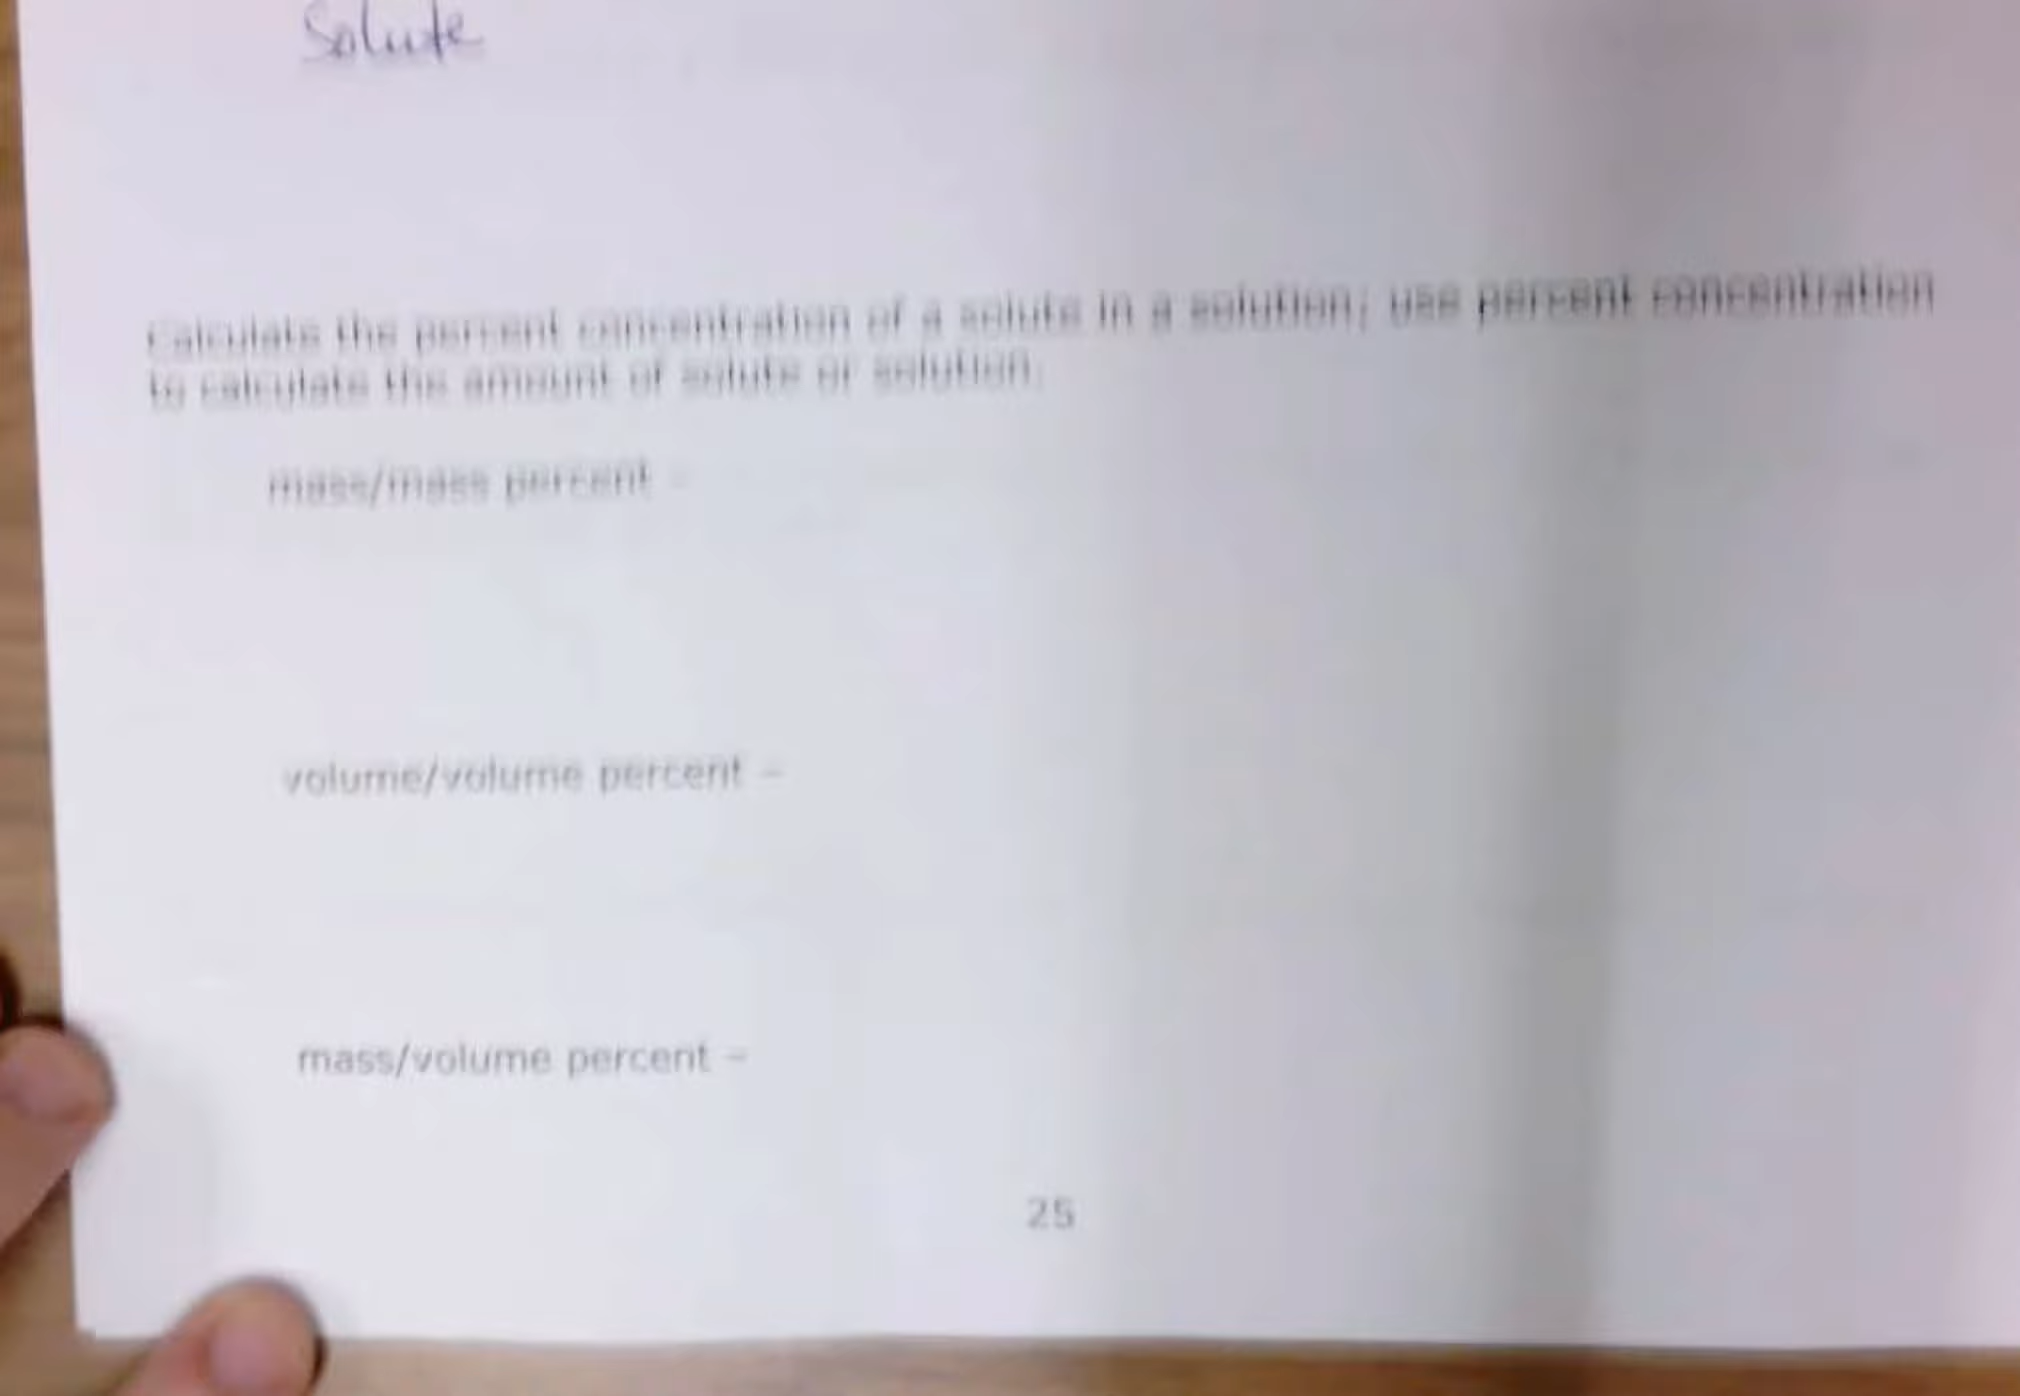 Solute
Calculate the percent concentration of a solute in a solution; use percent concentration
to calculate the amount of solute or solution.
mass/mass percent –
volume/volume percent –
mass/volume percent –
25